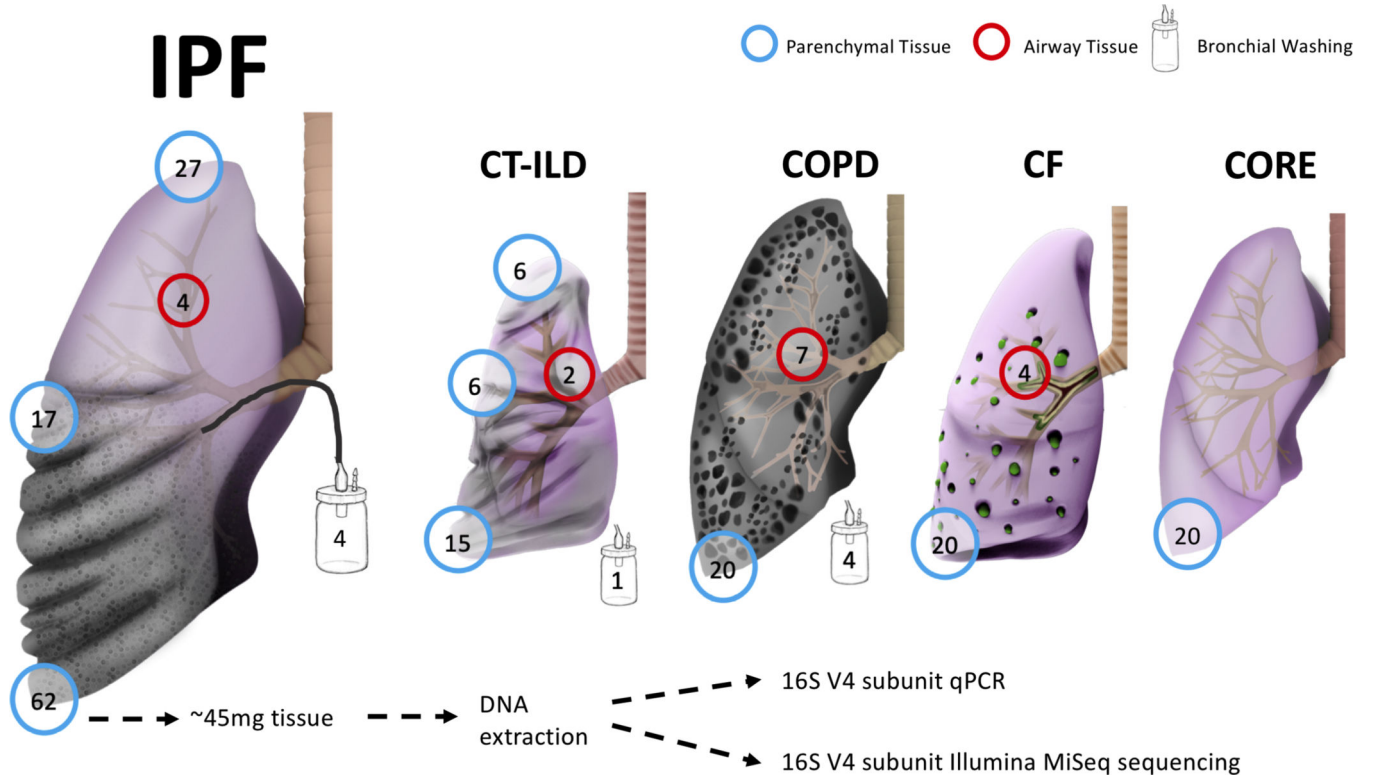 Parenchymal Tissue
Airway Tissue
Bronchial Washing
IPF
27
4
17
4
62
CT-ILD
6
6
2
15
1
COPD
7
20
4
CF
4
20
CORE
20
~45mg tissue
DNA
extraction
16S V4 subunit qPCR
16S V4 subunit Illumina MiSeq sequencing